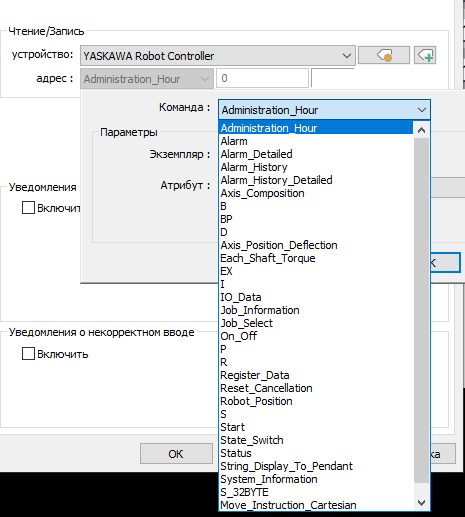 Чтение/Запись
устройство: YASKAWA Robot Controller
адрес : Administration_Hour 0
Команда : Administration_Hour
Параметры
Экземпляр :
Атрибут :
Administration_Hour
Alarm
Alarm_Detailed
Alarm_History
Alarm_History_Detailed
Axis_Composition
B
BP
D
Axis_Position_Deflection
Each_Shaft_Torque
EX
I
IO_Data
Job_Information
Job_Select
On_Off
P
R
Register_Data
Reset_Cancellation
Robot_Position
S
Start
State_Switch
Status
String_Display_To_Pendant
System_Information
S_32BYTE
Move_Instruction_Cartesian
Уведомления
Включить
K
Уведомления о некорректном вводе
Включить
OK
ка